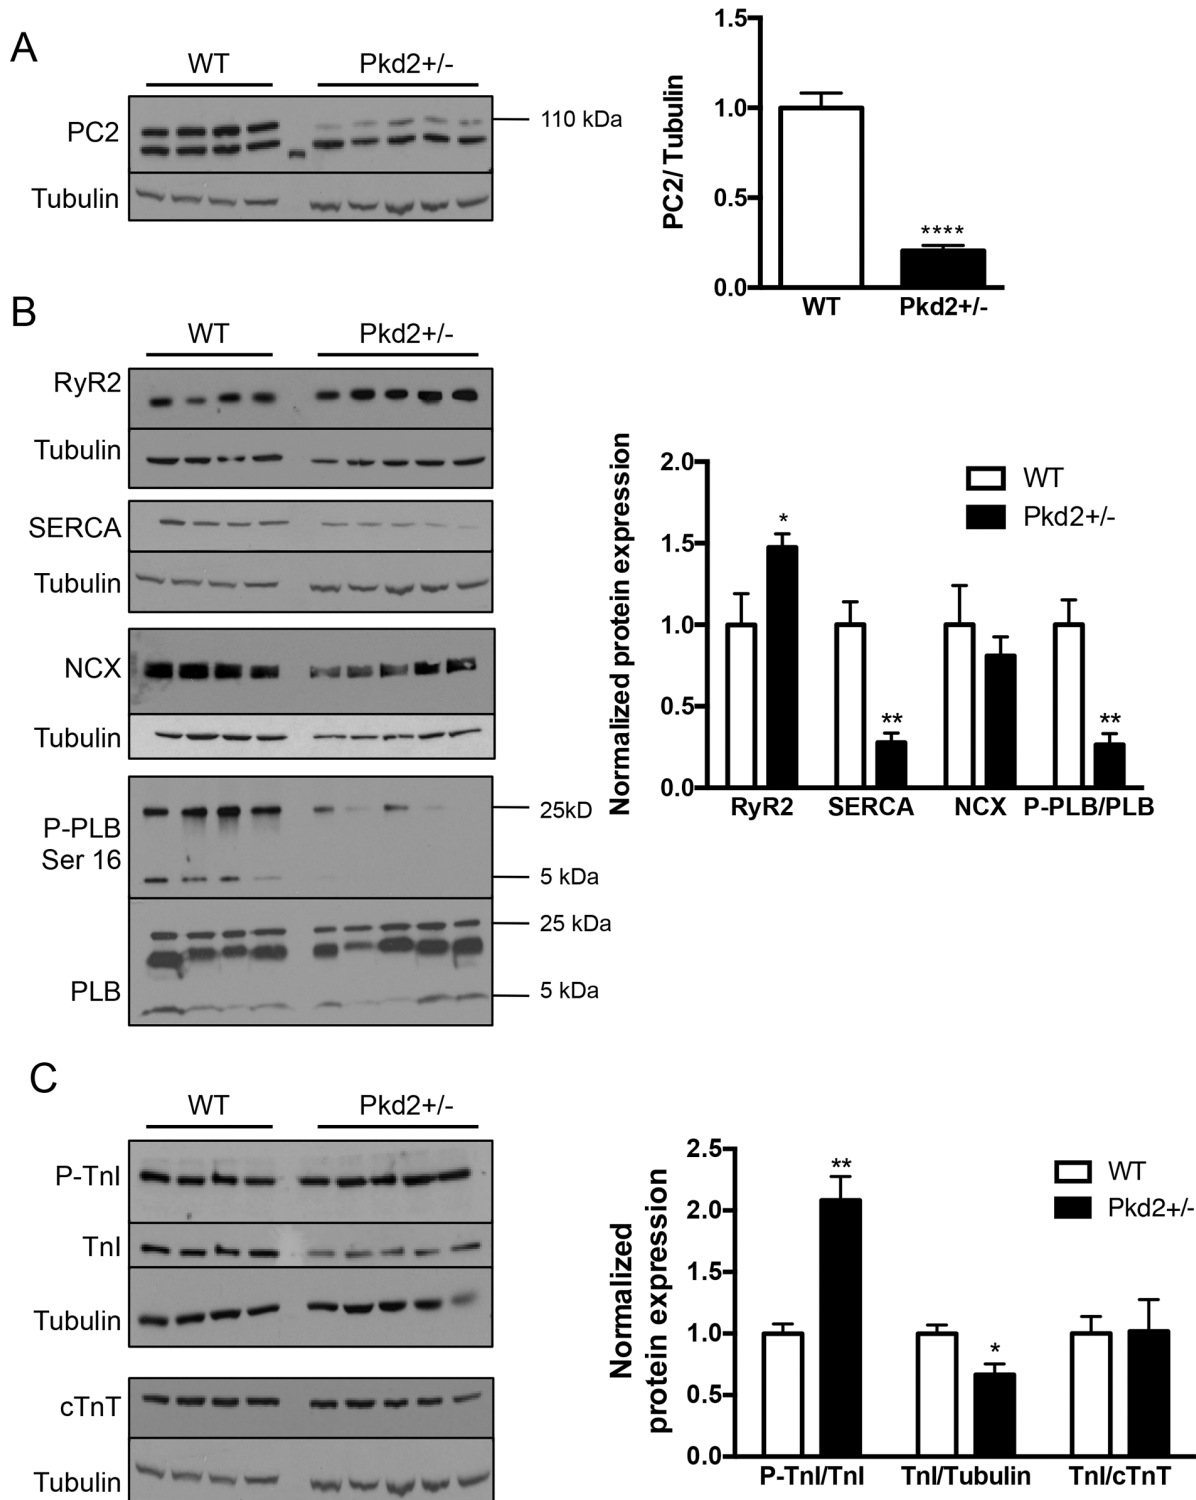 A
WT
Pkd2+/-
PC2
110 kDa
Tubulin
1.5
1.0
0.5
0.0
PC2/ Tubulin
****
WT
Pkd2+/-
B
WT
Pkd2+/-
RyR2
Tubulin
SERCA
Tubulin
NCX
Tubulin
P-PLB
Ser 16
25kD
5 kDa
25 kDa
PLB
5 kDa
2.0
1.5
1.0
0.5
0.0
Normalized protein expression
WT
Pkd2+/-
*
**
**
RyR2
SERCA
NCX
P-PLB/PLB
C
WT
Pkd2+/-
P-TnI
TnI
Tubulin
cTnT
Tubulin
2.5
2.0
1.5
1.0
0.5
0.0
Normalized
protein expression
WT
Pkd2+/-
**
*
P-TnI/TnI
TnI/Tubulin
TnI/cTnT